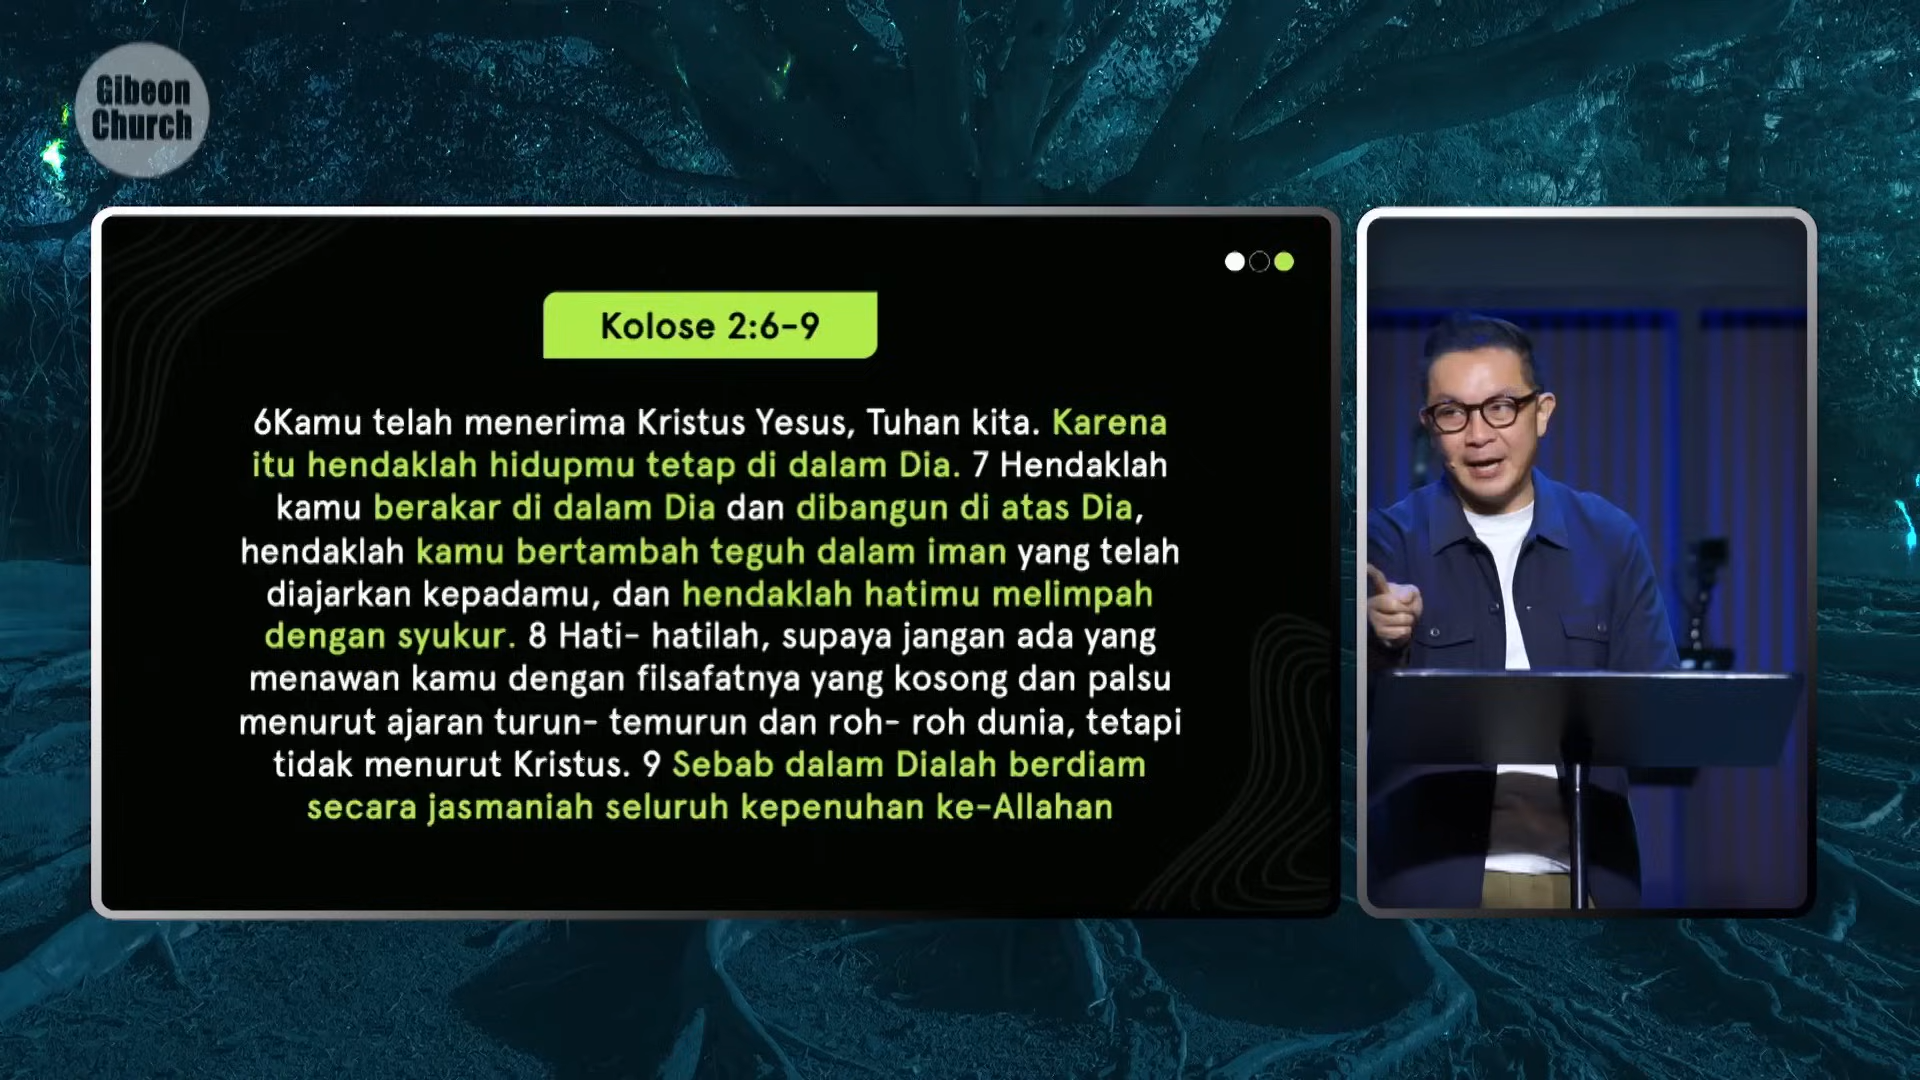 Gibeon
Church
Kolose 2:6-9
6Kamu telah menerima Kristus Yesus, Tuhan kita. Karena
itu hendaklah hidupmu tetap di dalam Dia. 7 Hendaklah
kamu berakar di dalam Dia dan dibangun di atas Dia,
hendaklah kamu bertambah teguh dalam iman yang telah
diajarkan kepadamu, dan hendaklah hatimu melimpah
dengan syukur. 8 Hati- hatilah, supaya jangan ada yang
menawan kamu dengan filsafatnya yang kosong dan palsu
menurut ajaran turun- temurun dan roh- roh dunia, tetapi
tidak menurut Kristus. 9 Sebab dalam Dialah berdiam
secara jasmaniah seluruh kepenuhan ke-Allahan